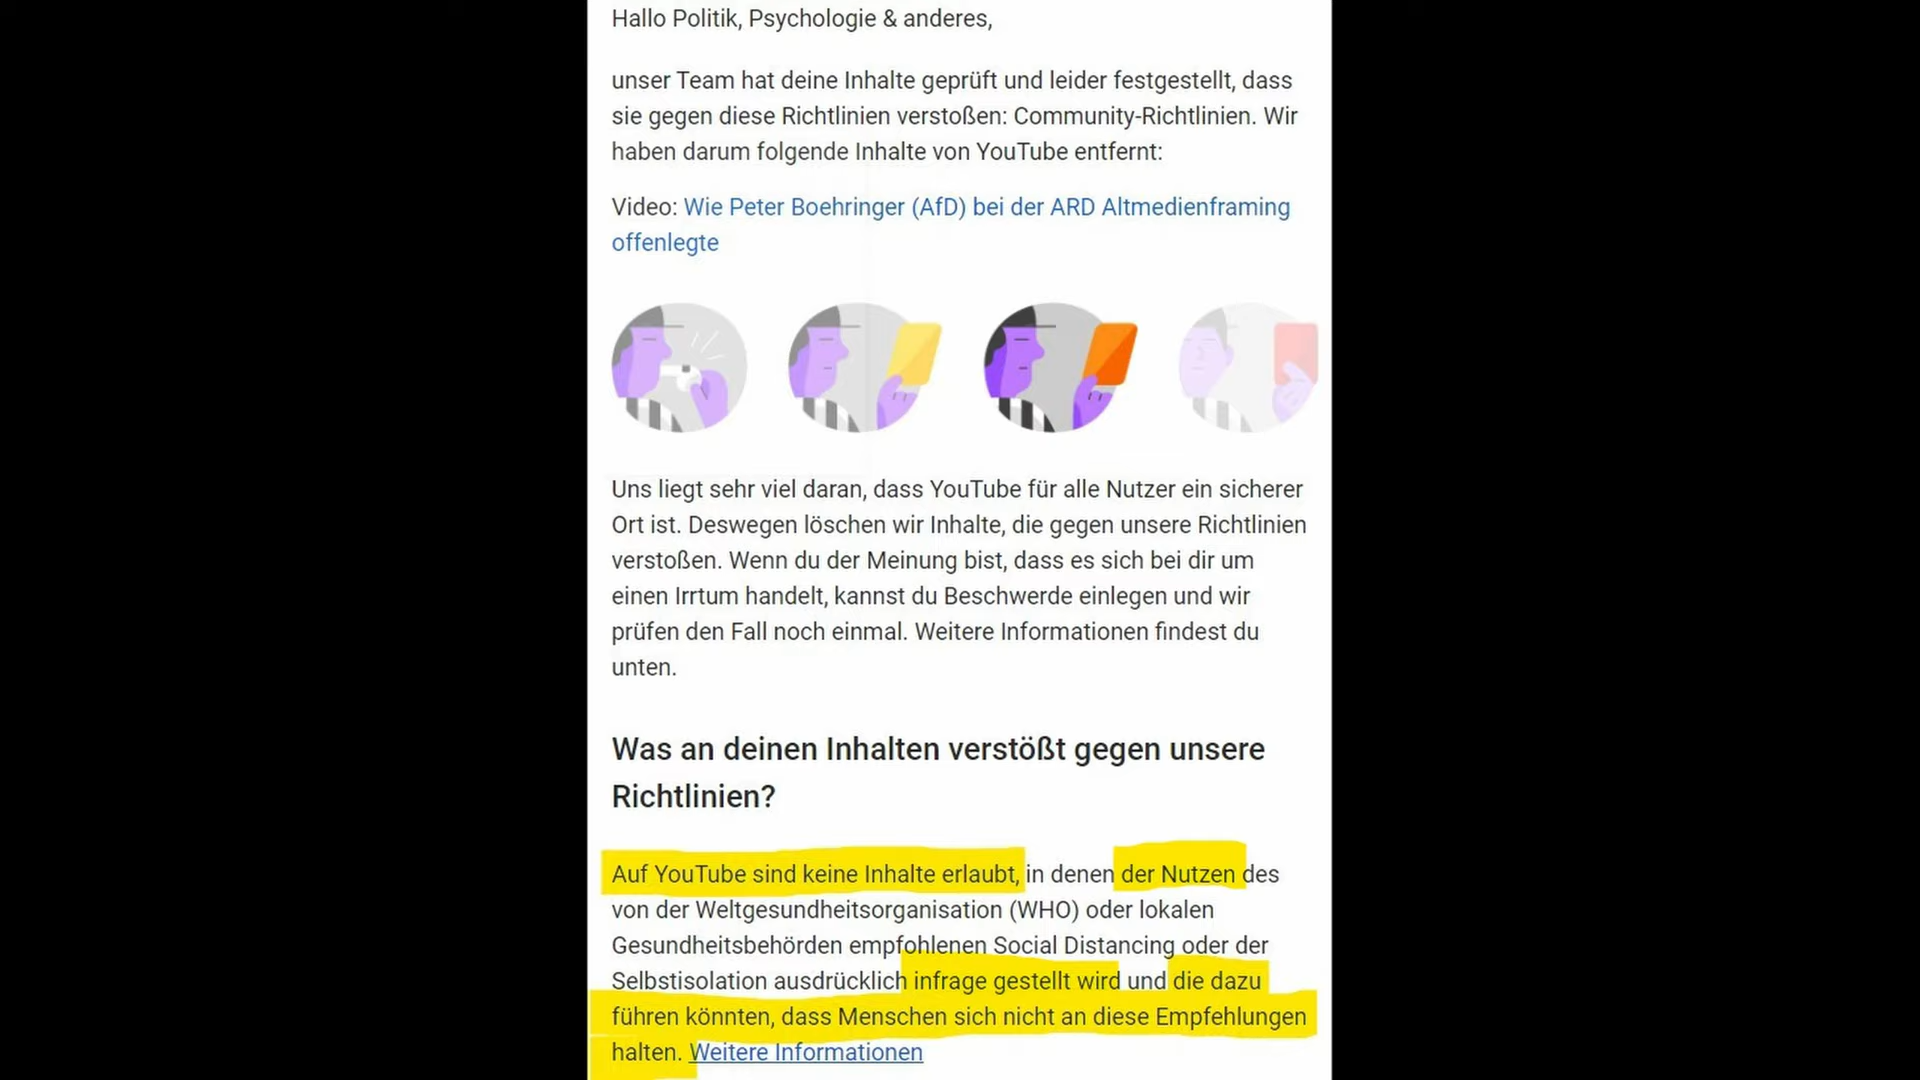 Hallo Politik, Psychologie & anderes,
unser Team hat deine Inhalte geprüft und leider festgestellt, dass
sie gegen diese Richtlinien verstoßen: Community-Richtlinien. Wir
haben darum folgende Inhalte von YouTube entfernt:
Video: Wie Peter Boehringer (AfD) bei der ARD Altmedienframing
offenlegte
Uns liegt sehr viel daran, dass YouTube für alle Nutzer ein sicherer
Ort ist. Deswegen löschen wir Inhalte, die gegen unsere Richtlinien
verstoßen. Wenn du der Meinung bist, dass es sich bei dir um
einen Irrtum handelt, kannst du Beschwerde einlegen und wir
prüfen den Fall noch einmal. Weitere Informationen findest du
unten.
Was an deinen Inhalten verstößt gegen unsere
Richtlinien?
Auf YouTube sind keine Inhalte erlaubt, in denen der Nutzen des
von der Weltgesundheitsorganisation (WHO) oder lokalen
Gesundheitsbehörden empfohlenen Social Distancing oder der
Selbstisolation ausdrücklich infrage gestellt wird und die dazu
führen könnten, dass Menschen sich nicht an diese Empfehlungen
halten. Weitere Informationen